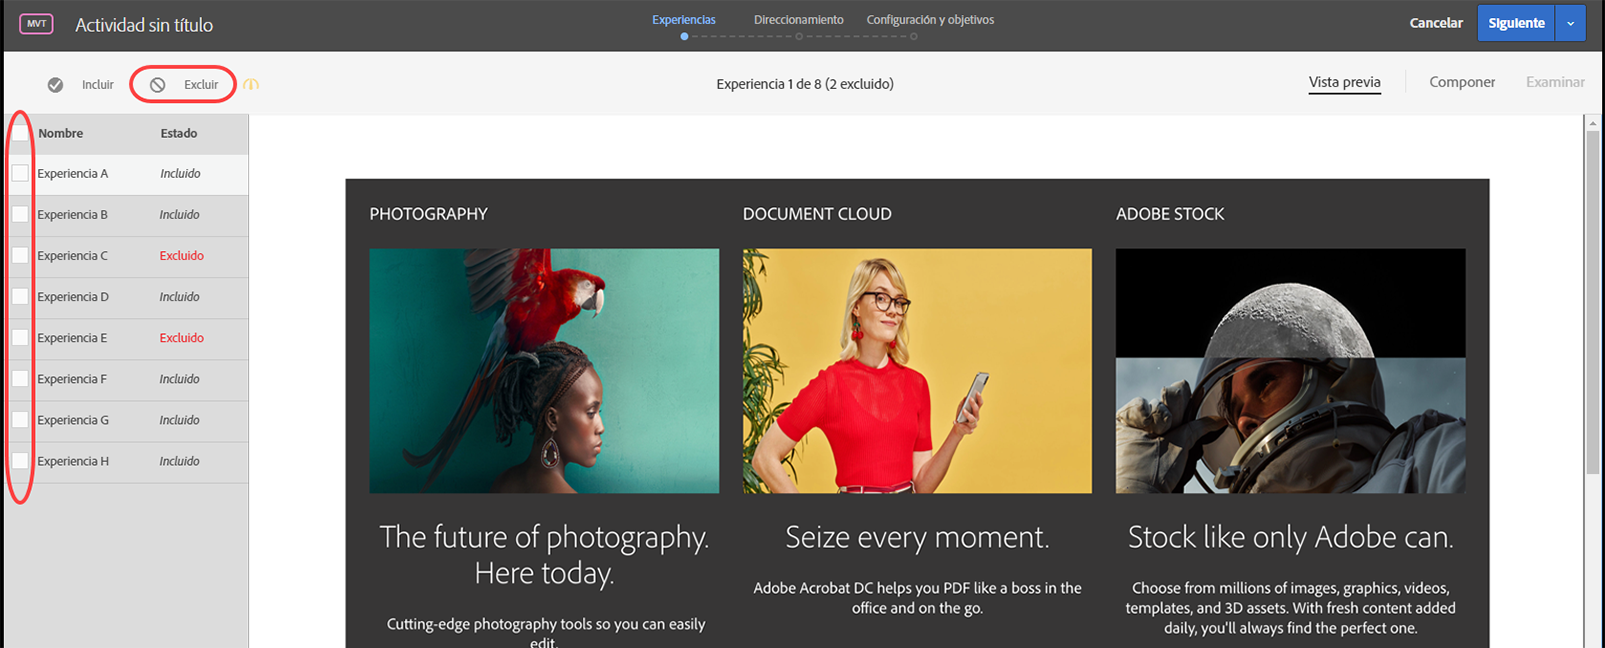 MVT
Actividad sin título
Experiencias
Direccionamiento
Configuración y objetivos
Cancelar
Siguiente
Incluir
Excluir
Experiencia 1 de 8 (2 excluido)
Vista previa
Componer
Examinar
Nombre Estado
Experiencia A Incluido
Experiencia B Incluido
Experiencia C Excluido
Experiencia D Incluido
Experiencia E Excluido
Experiencia F Incluido
Experiencia G Incluido
Experiencia H Incluido
PHOTOGRAPHY
The future of photography.
Here today.
Cutting-edge photography tools so you can easily
edit.
DOCUMENT CLOUD
Seize every moment.
Adobe Acrobat DC helps you PDF like a boss in the
office and on the go.
ADOBE STOCK
Stock like only Adobe can.
Choose from millions of images, graphics, videos,
templates, and 3D assets. With fresh content added
daily, you'll always find the perfect one.